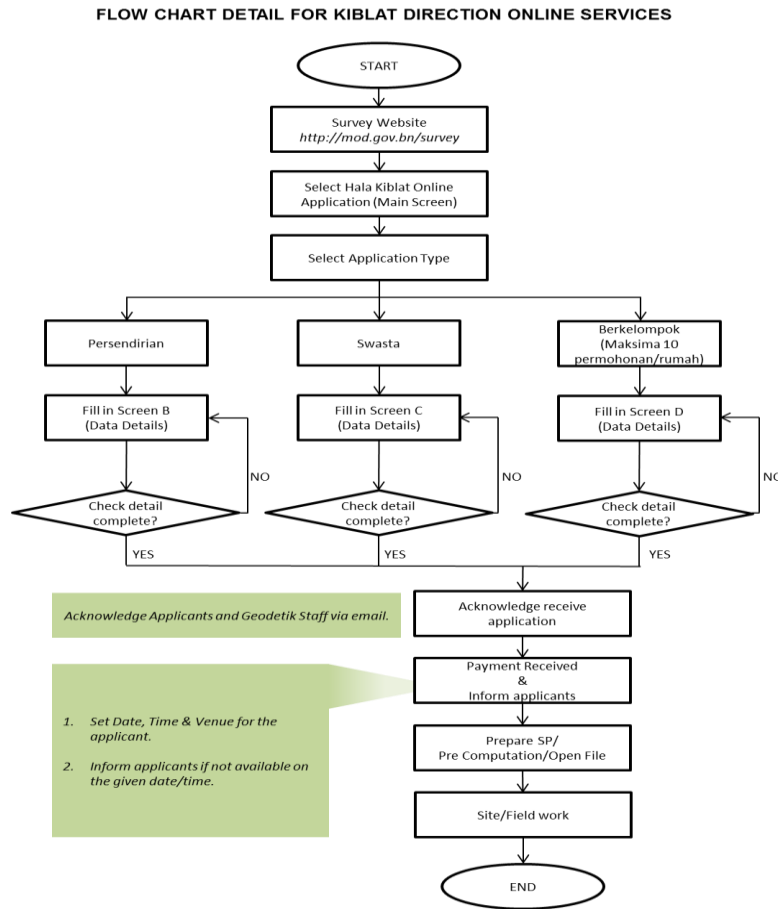 FLOW CHART DETAIL FOR KIBLAT DIRECTION ONLINE SERVICES
START
Survey Website
http://mod.gov.bn/survey
Select Hala Kiblat Online
Application (Main Screen)
Select Application Type
Persendirian
Swasta
Berkelompok
(Maksima 10
permohonan/rumah)
Fill in Screen B
(Data Details)
Fill in Screen C
(Data Details)
Fill in Screen D
(Data Details)
NO
NO
NO
Check detail
complete?
Check detail
complete?
Check detail
complete?
YES
YES
YES
Acknowledge Applicants and Geodetik Staff via email.
Acknowledge receive
application
Payment Received
&
Inform applicants
1. Set Date, Time & Venue for the
applicant.
2. Inform applicants if not available on
the given date/time.
Prepare SP/
Pre Computation/Open File
Site/Field work
END